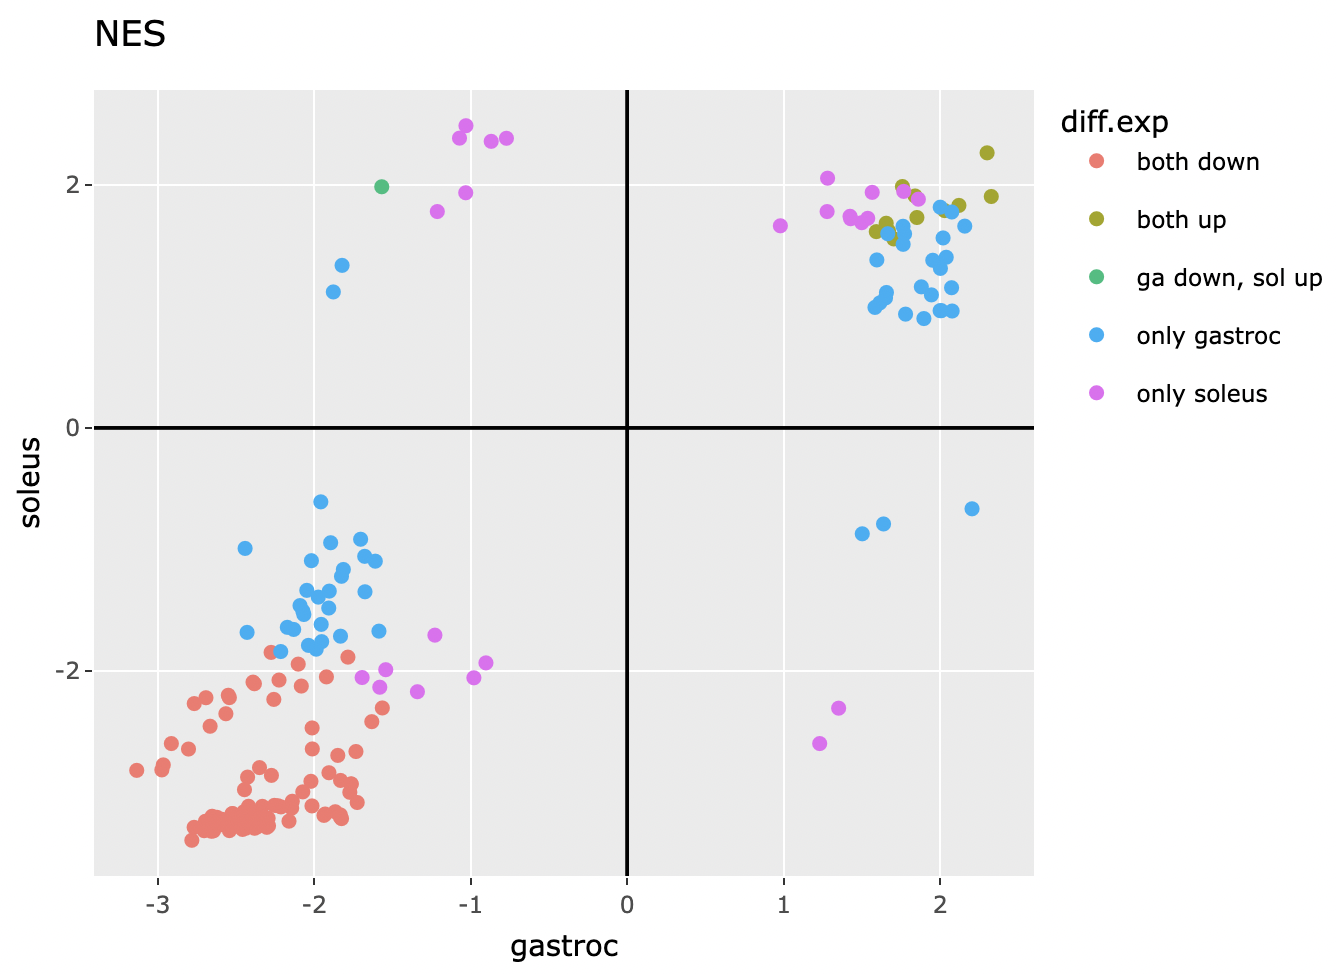 NES
diff.exp
both down
both up
ga down, sol up
only gastroc
only soleus
2
0
-2
soleus
-3 -2 -1 0 1 2
gastroc